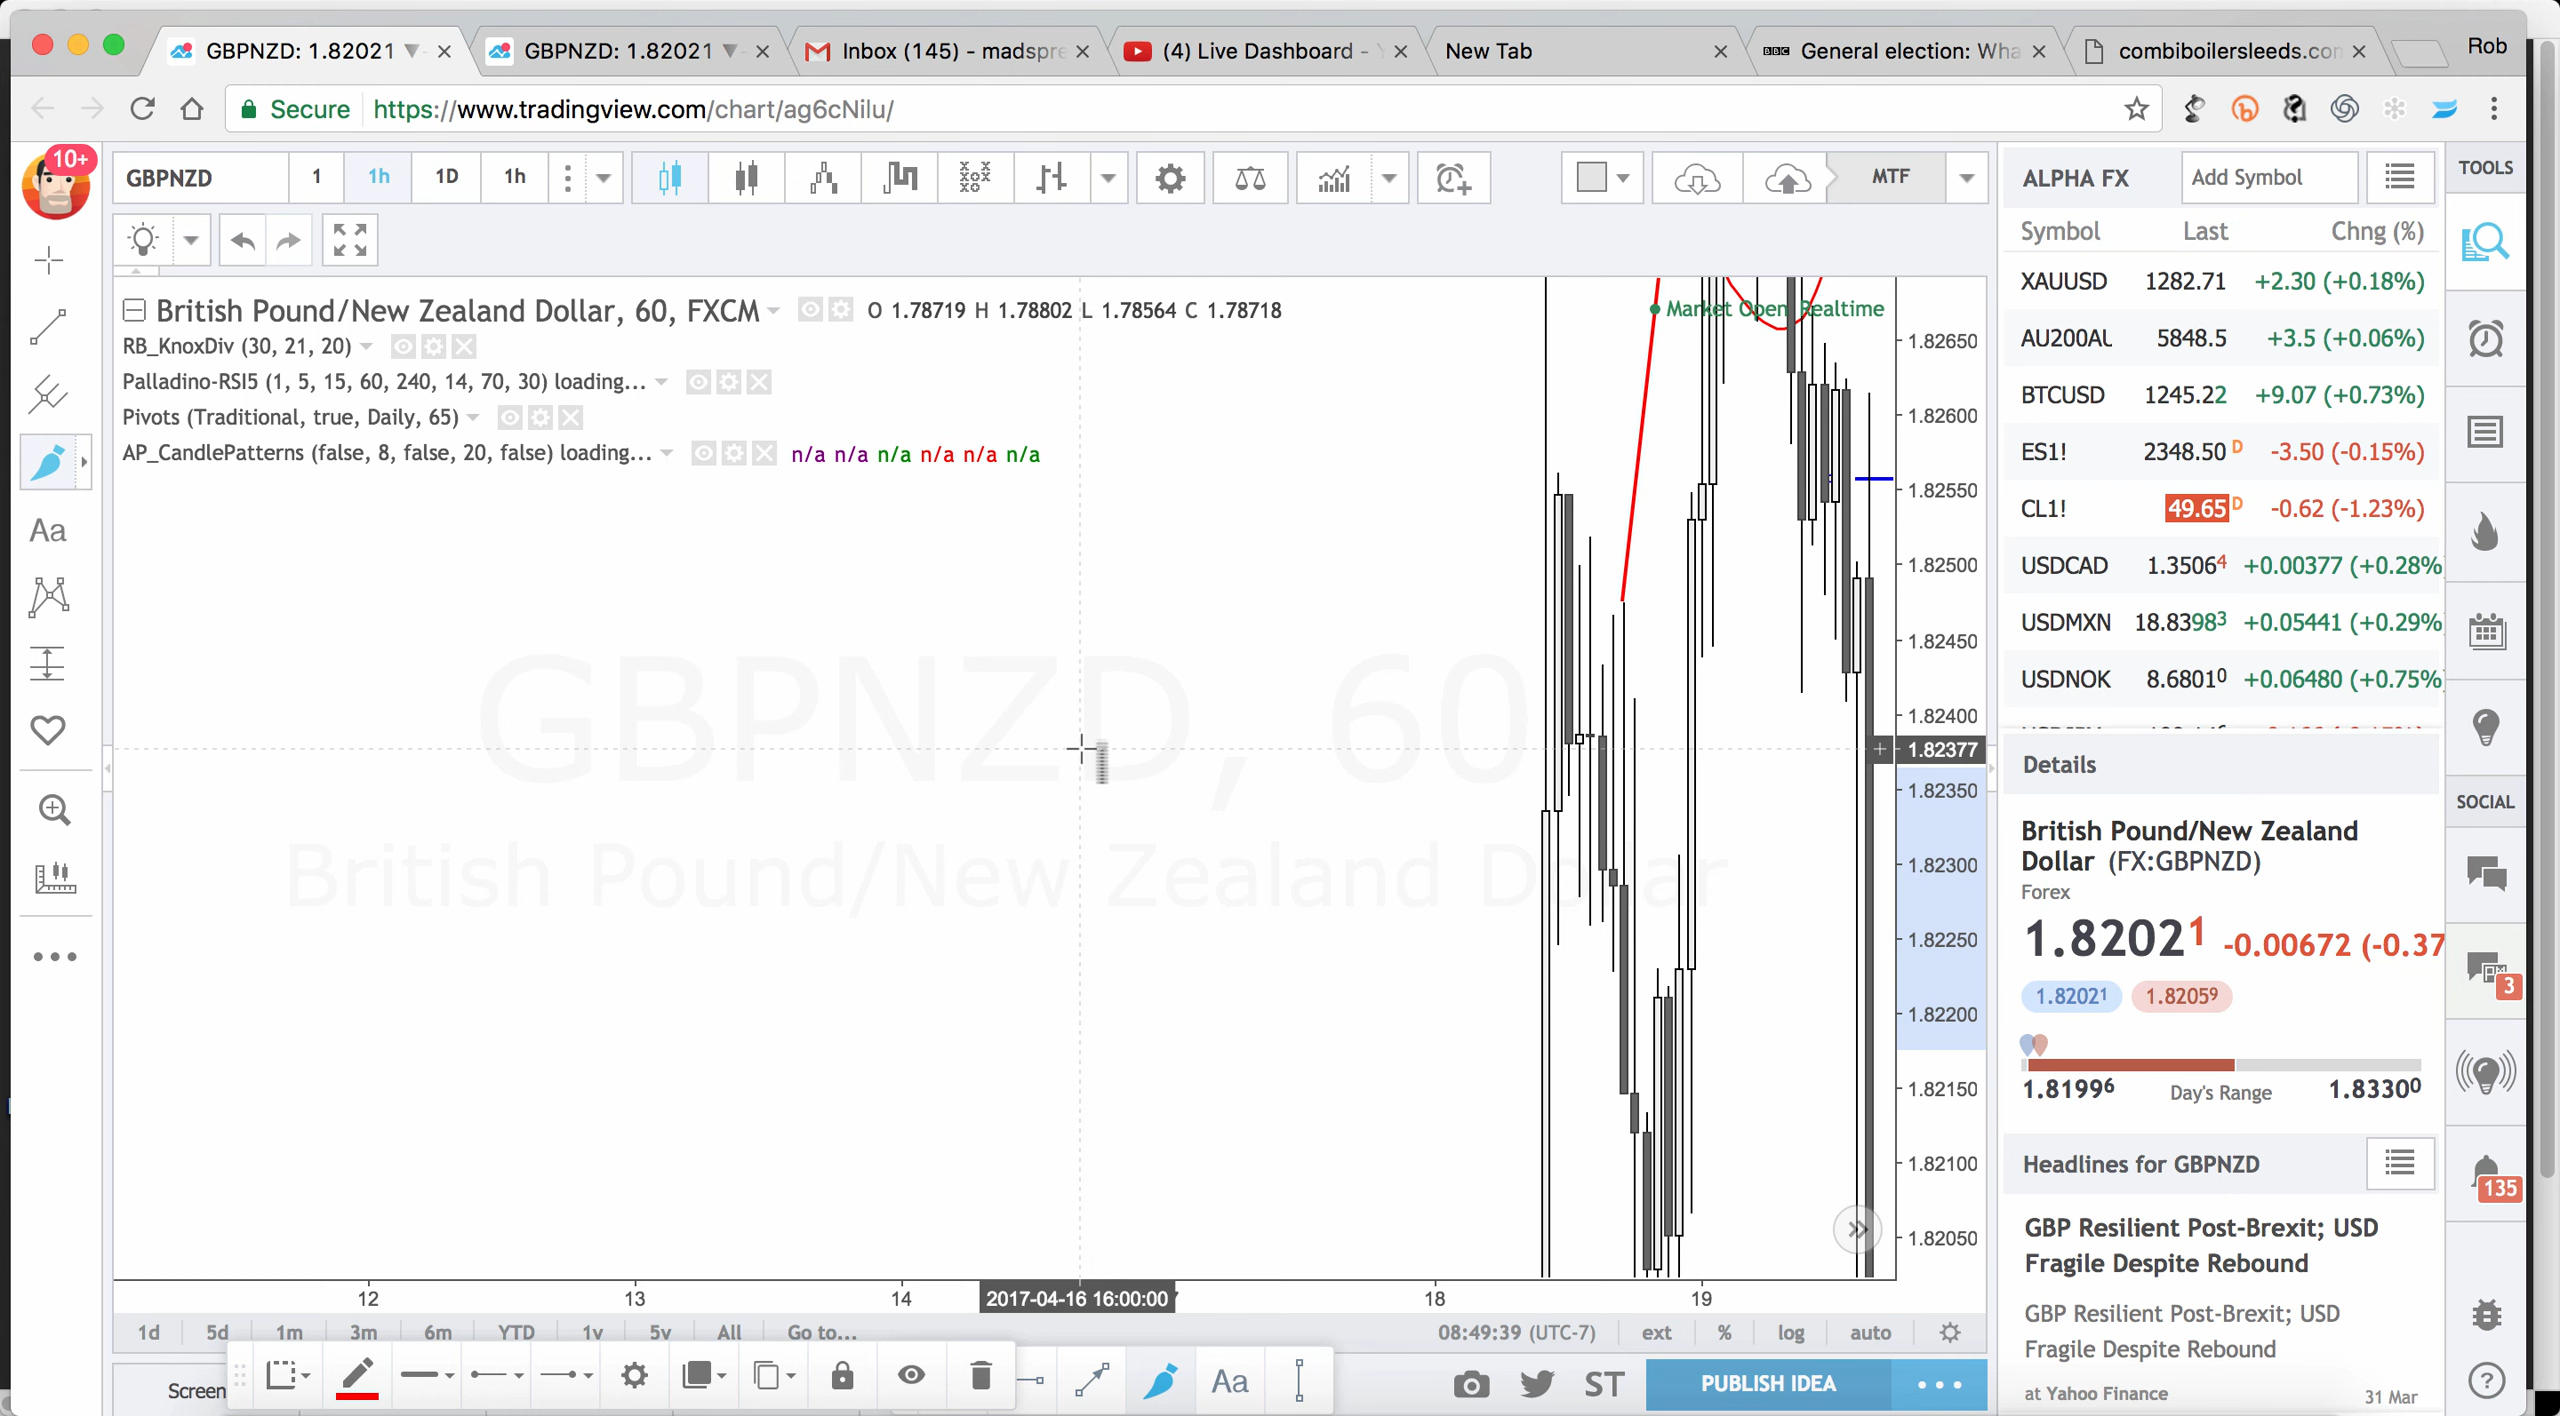 GBPNZD: 1.82021
GBPNZD: 1.82021
Inbox (145) - madspre
(4) Live Dashboard -
New Tab
BBC General election: Wha
combiboilersleeds.con
Rob
Secure https://www.tradingview.com/chart/ag6cNilu/
10+
GBPNZD 1 1h 1D 1h
MTF
ALPHA FX Add Symbol
TOOLS
Symbol Last Chng (%)
XAUUSD 1282.71 +2.30 (+0.18%)
AU200AU 5848.5 +3.5 (+0.06%)
BTCUSD 1245.22 +9.07 (+0.73%)
ES1! 2348.50 D -3.50 (-0.15%)
CL1! 49.65 D -0.62 (-1.23%)
USDCAD 1.35064 +0.00377 (+0.28%
USDMXN 18.83983 +0.05441 (+0.29%
USDNOK 8.68010 +0.06480 (+0.75%
British Pound/New Zealand Dollar, 60, FXCM O 1.78719 H 1.78802 L 1.78564 C 1.78718
Market Open Realtime
RB_KnoxDiv (30, 21, 20)
Palladino-RSI5 (1, 5, 15, 60, 240, 14, 70, 30) loading...
Pivots (Traditional, true, Daily, 65)
AP_CandlePatterns (false, 8, false, 20, false) loading... n/a n/a n/a n/a n/a n/a
GBPNZD, 60
British Pound/New Zealand Dollar
1.82650
1.82600
1.82550
1.82500
1.82450
1.82400
1.82377
1.82350
1.82300
1.82250
1.82200
1.82150
1.82100
1.82050
12 13 14 2017-04-16 16:00:00 18 19
Details
SOCIAL
British Pound/New Zealand
Dollar (FX:GBPNZD)
Forex
1.82021 -0.00672 (-0.37
1.82021 1.82059
1.81996 Day's Range 1.83300
3
Headlines for GBPNZD
135
GBP Resilient Post-Brexit; USD
Fragile Despite Rebound
GBP Resilient Post-Brexit; USD
Fragile Despite Rebound
at Yahoo Finance 31 Mar
1d 5d 1m 3m 6m YTD 1y 5y All Go to...
08:49:39 (UTC-7) ext % log auto
Screen
Aa
Aa
ST
PUBLISH IDEA